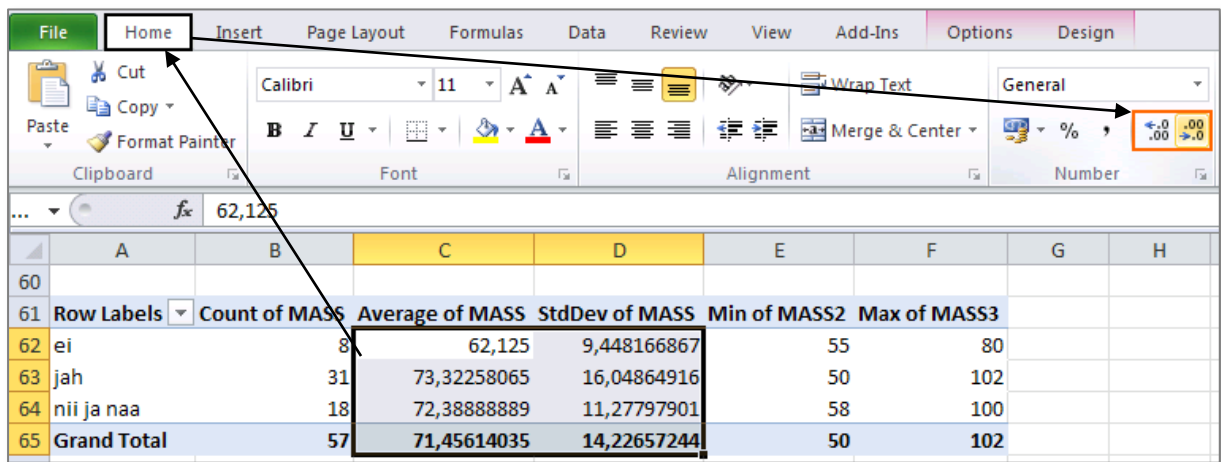 File Home Insert Page Layout Formulas Data Review View Add-Ins Options Design
Cut
Copy
Format Painter
Paste
Calibri 11 A A
Wrap Text
General
B I U A
Merge & Center
% , ,0 ,00 ,00 ,0
Clipboard Font Alignment Number
... fx 62,125
A B C D E F G H
60
61 Row Labels Count of MASS Average of MASS StdDev of MASS Min of MASS2 Max of MASS3
62 ei 8 62,125 9,448166867 55 80
63 jah 31 73,32258065 16,04864916 50 102
64 nii ja naa 18 72,38888889 11,27797901 58 100
65 Grand Total 57 71,45614035 14,22657244 50 102